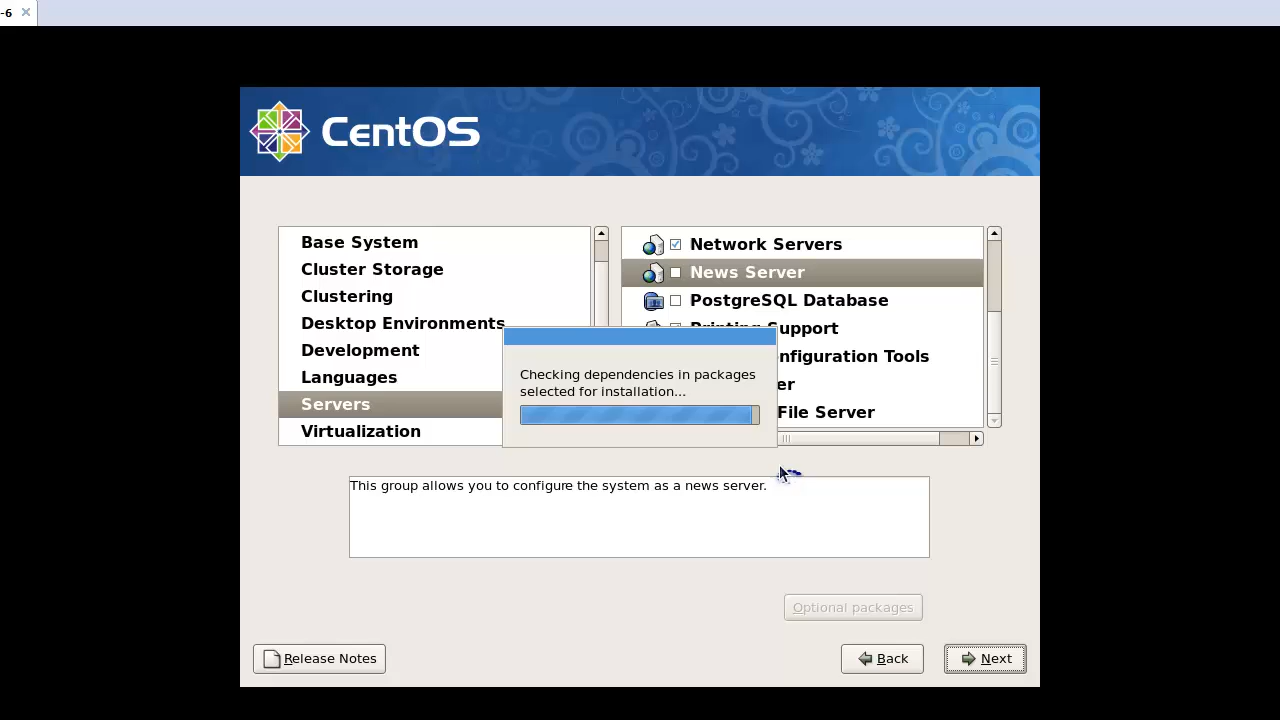 -6
CentOS
Base System
Cluster Storage
Clustering
Desktop Environments
Development
Languages
Servers
Virtualization
Network Servers
News Server
PostgreSQL Database
Printing Support
nfiguration Tools
er
File Server
Checking dependencies in packages
selected for installation...
This group allows you to configure the system as a news server.
Optional packages
Release Notes
Back
Next